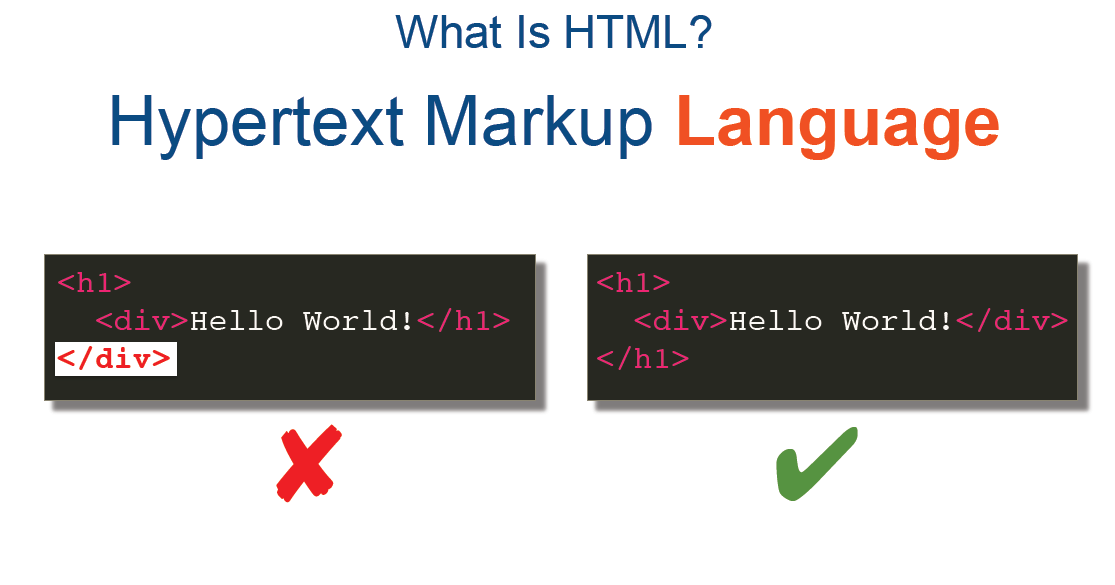 What Is HTML?
Hypertext Markup Language
<h1>
<div>Hello World!</h1>
</div>
<h1>
<div>Hello World!</div>
</h1>